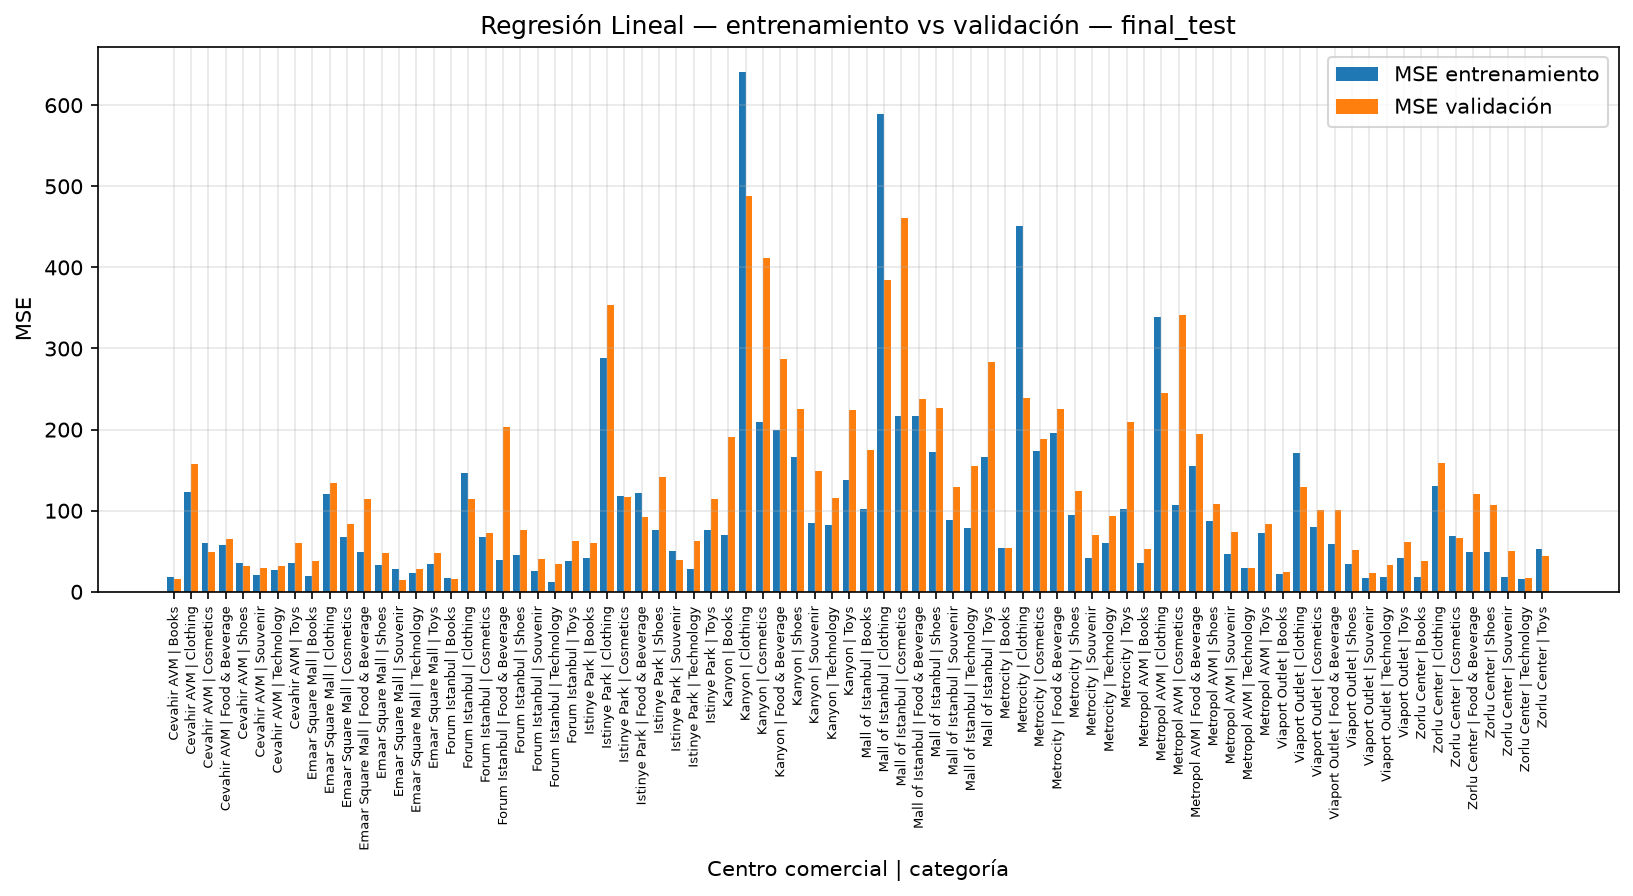 Regresión Lineal — entrenamiento vs validación — final_test
MSE entrenamiento
MSE validación
MSE
600
500
400
300
200
100
0
Cevahir AVM | Books
Cevahir AVM | Clothing
Cevahir AVM | Cosmetics
Cevahir AVM | Food & Beverage
Cevahir AVM | Shoes
Cevahir AVM | Souvenir
Cevahir AVM | Technology
Cevahir AVM | Toys
Emaar Square Mall | Books
Emaar Square Mall | Clothing
Emaar Square Mall | Cosmetics
Emaar Square Mall | Food & Beverage
Emaar Square Mall | Shoes
Emaar Square Mall | Souvenir
Emaar Square Mall | Technology
Emaar Square Mall | Toys
Forum Istanbul | Books
Forum Istanbul | Clothing
Forum Istanbul | Cosmetics
Forum Istanbul | Food & Beverage
Forum Istanbul | Shoes
Forum Istanbul | Souvenir
Forum Istanbul | Technology
Forum Istanbul | Toys
Istinye Park | Books
Istinye Park | Clothing
Istinye Park | Cosmetics
Istinye Park | Food & Beverage
Istinye Park | Shoes
Istinye Park | Souvenir
Istinye Park | Technology
Istinye Park | Toys
Kanyon | Books
Kanyon | Clothing
Kanyon | Cosmetics
Kanyon | Food & Beverage
Kanyon | Shoes
Kanyon | Souvenir
Kanyon | Technology
Kanyon | Toys
Mall of Istanbul | Books
Mall of Istanbul | Clothing
Mall of Istanbul | Cosmetics
Mall of Istanbul | Food & Beverage
Mall of Istanbul | Shoes
Mall of Istanbul | Souvenir
Mall of Istanbul | Technology
Mall of Istanbul | Toys
Metrocity | Books
Metrocity | Clothing
Metrocity | Cosmetics
Metrocity | Food & Beverage
Metrocity | Shoes
Metrocity | Souvenir
Metrocity | Technology
Metrocity | Toys
Metropol AVM | Books
Metropol AVM | Clothing
Metropol AVM | Cosmetics
Metropol AVM | Food & Beverage
Metropol AVM | Shoes
Metropol AVM | Souvenir
Metropol AVM | Technology
Metropol AVM | Toys
Viaport Outlet | Books
Viaport Outlet | Clothing
Viaport Outlet | Cosmetics
Viaport Outlet | Food & Beverage
Viaport Outlet | Shoes
Viaport Outlet | Souvenir
Viaport Outlet | Technology
Viaport Outlet | Toys
Zorlu Center | Books
Zorlu Center | Clothing
Zorlu Center | Cosmetics
Zorlu Center | Food & Beverage
Zorlu Center | Shoes
Zorlu Center | Souvenir
Zorlu Center | Technology
Zorlu Center | Toys
Centro comercial | categoría